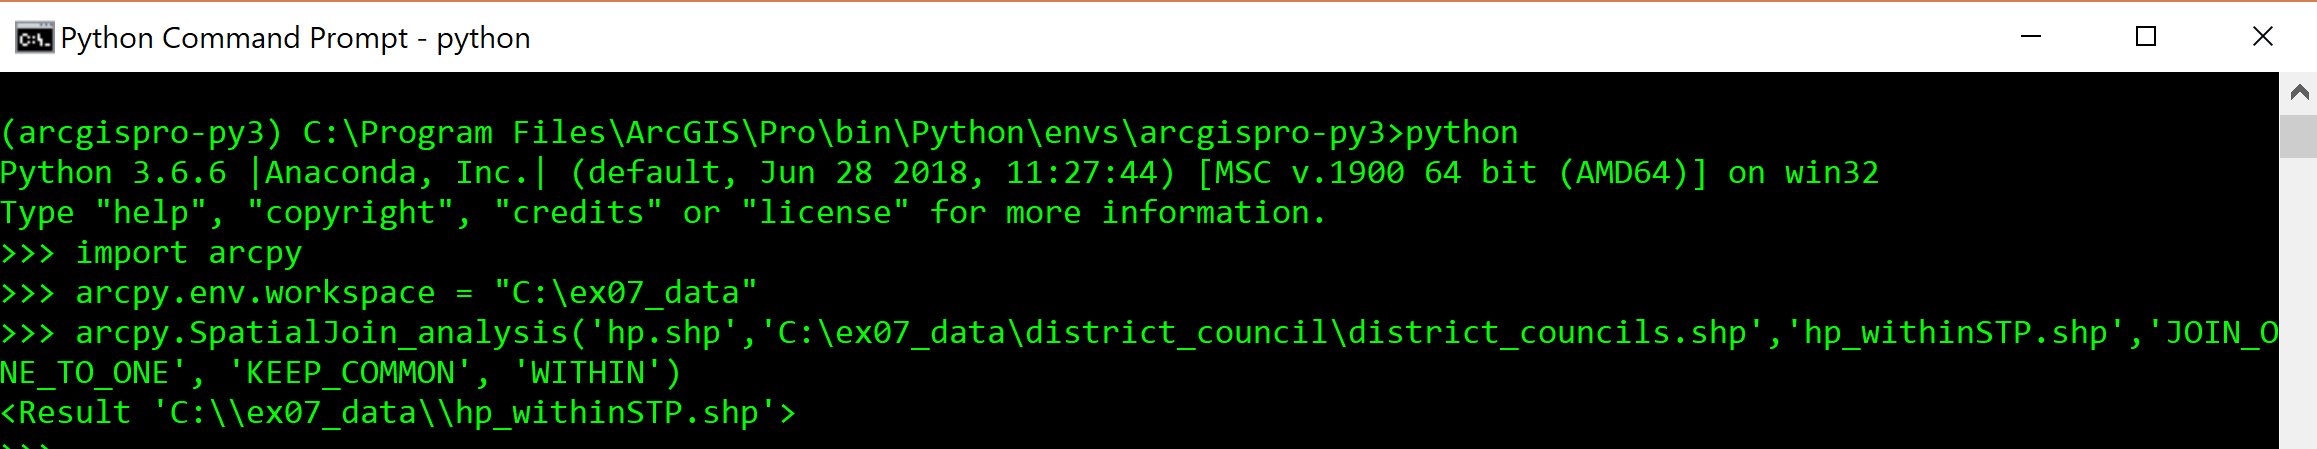 Python Command Prompt - python
(arcgispro-py3) C:\Program Files\ArcGIS\Pro\bin\Python\envs\arcgispro-py3>python
Python 3.6.6 |Anaconda, Inc.| (default, Jun 28 2018, 11:27:44) [MSC v.1900 64 bit (AMD64)] on win32
Type "help", "copyright", "credits" or "license" for more information.
>>> import arcpy
>>> arcpy.env.workspace = "C:\ex07_data"
>>> arcpy.SpatialJoin_analysis('hp.shp','C:\ex07_data\district_council\district_councils.shp','hp_withinSTP.shp','JOIN_O
NE_TO_ONE', 'KEEP_COMMON', 'WITHIN')
<Result 'C:\\ex07_data\\hp_withinSTP.shp'>
>>>